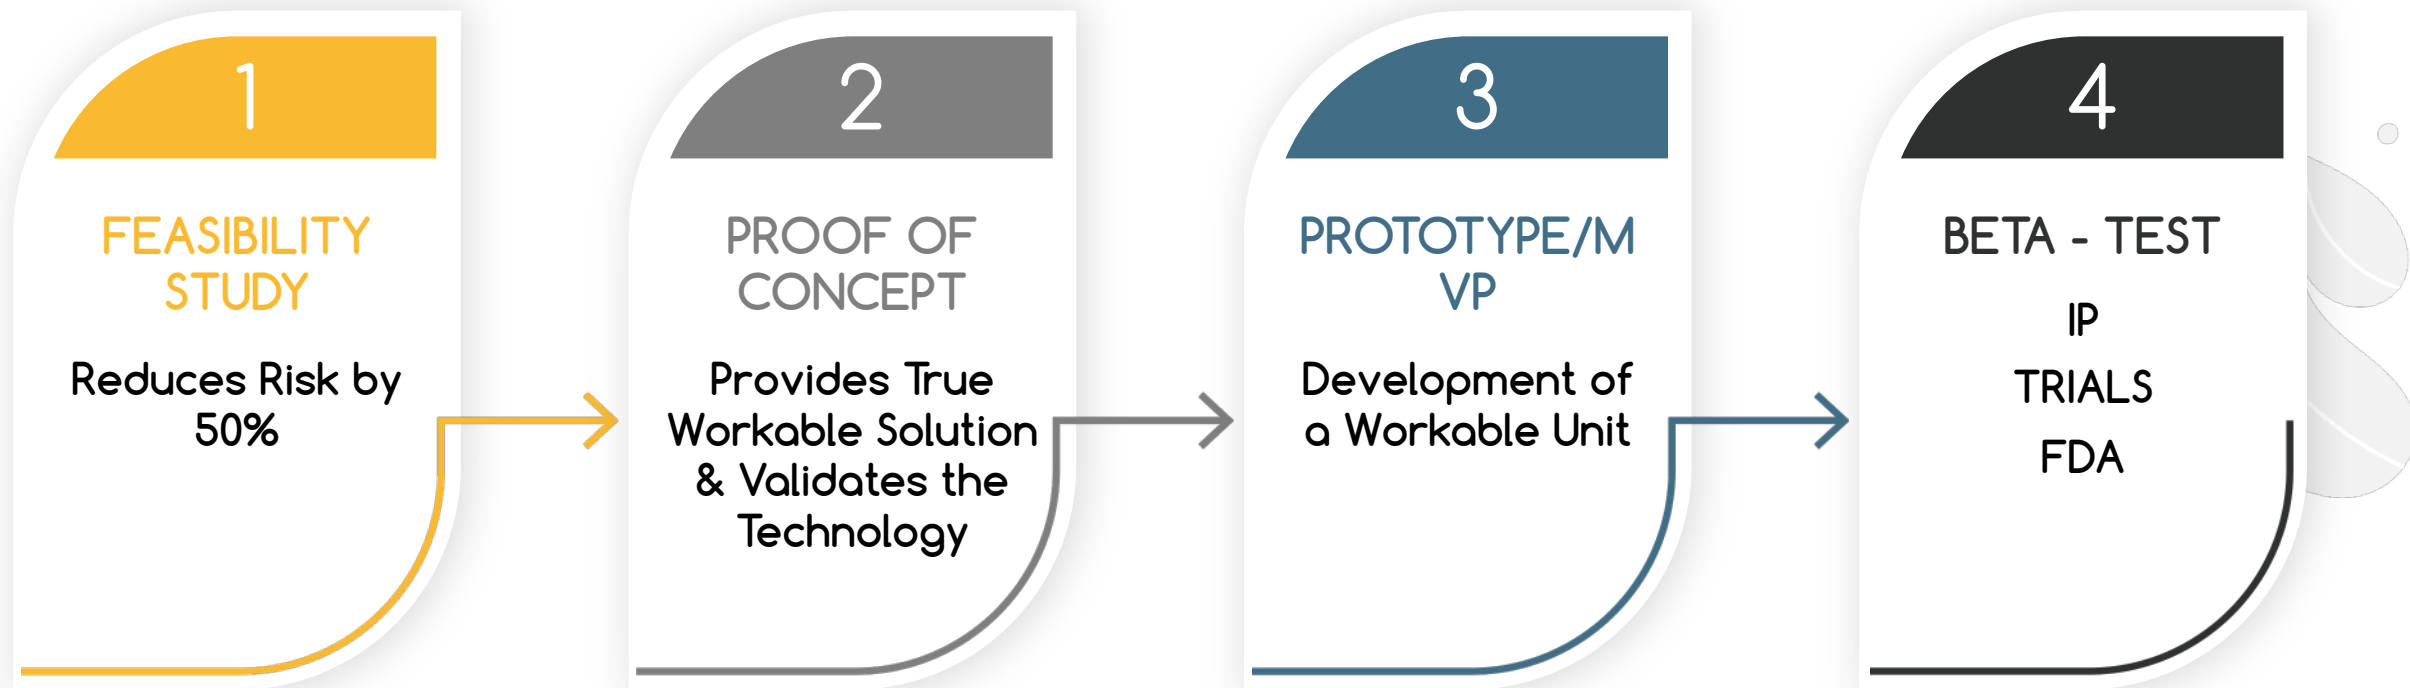 1
FEASIBILITY
STUDY
Reduces Risk by
50%
2
PROOF OF
CONCEPT
Provides True
Workable Solution
& Validates the
Technology
3
PROTOTYPE/M
VP
Development of
a Workable Unit
4
BETA - TEST
IP
TRIALS
FDA